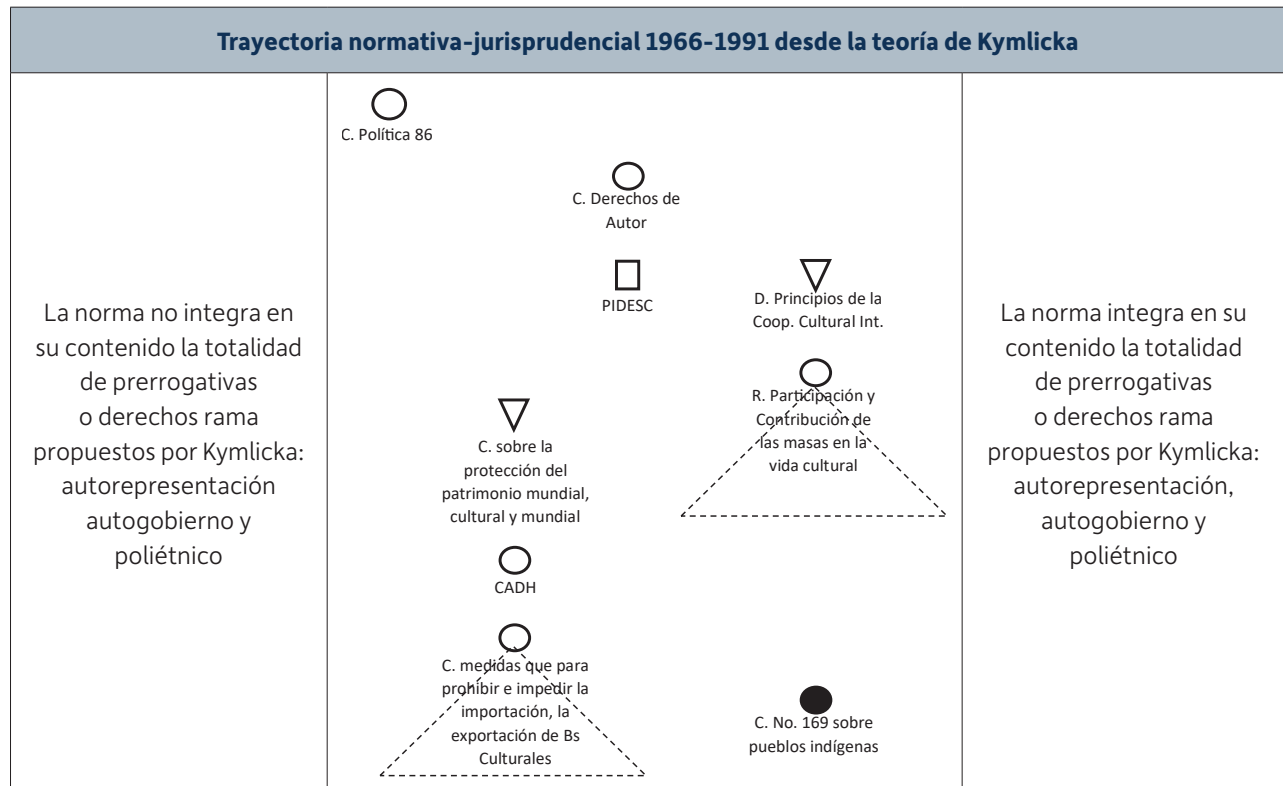 Trayectoria normativa-jurisprudencial 1966-1991 desde la teoría de Kymlicka
La norma no integra en
su contenido la totalidad
de prerrogativas
o derechos rama
propuestos por Kymlicka:
autorepresentación
autogobierno y
poliétnico
C. Política 86
C. Derechos de
Autor
PIDESC
D. Principios de la
Coop. Cultural Int.
R. Participación y
Contribución de
las masas en la
vida cultural
C. sobre la
protección del
patrimonio mundial,
cultural y mundial
CADH
C. medidas que para
prohibir e impedir la
importación, la
exportación de Bs
Culturales
C. No. 169 sobre
pueblos indígenas
La norma integra en su
contenido la totalidad
de prerrogativas
o derechos rama
propuestos por Kymlicka:
autorepresentación,
autogobierno y
poliétnico